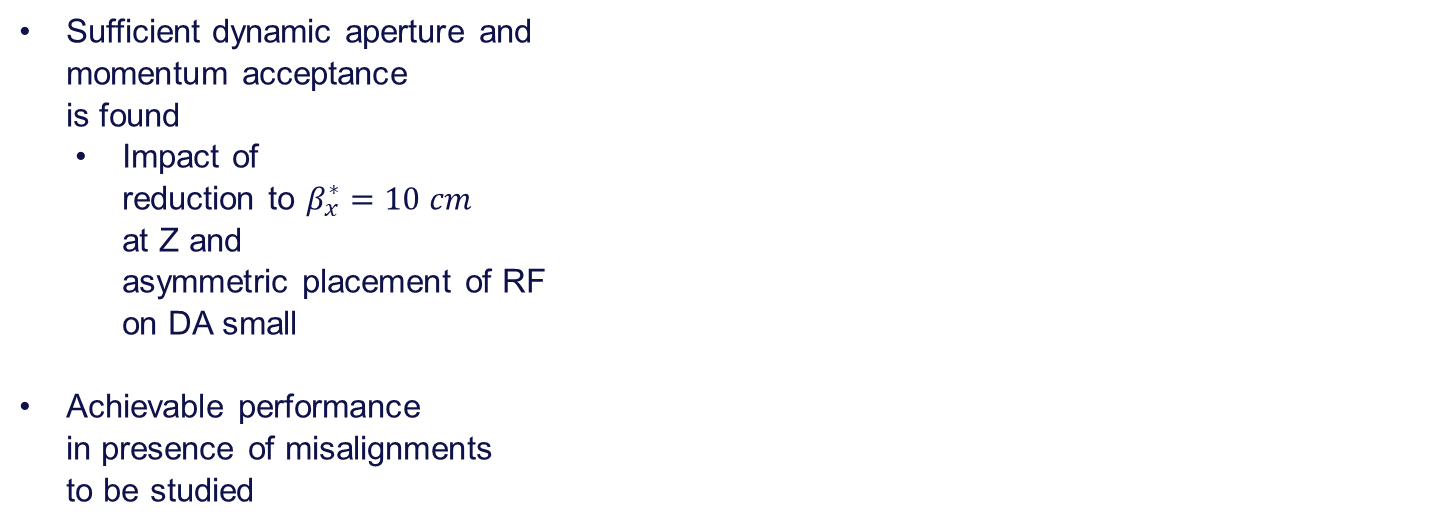 • Sufficient dynamic aperture and
momentum acceptance
is found
• Impact of
reduction to $\beta_x^* = 10\ cm$
at Z and
asymmetric placement of RF
on DA small
• Achievable performance
in presence of misalignments
to be studied